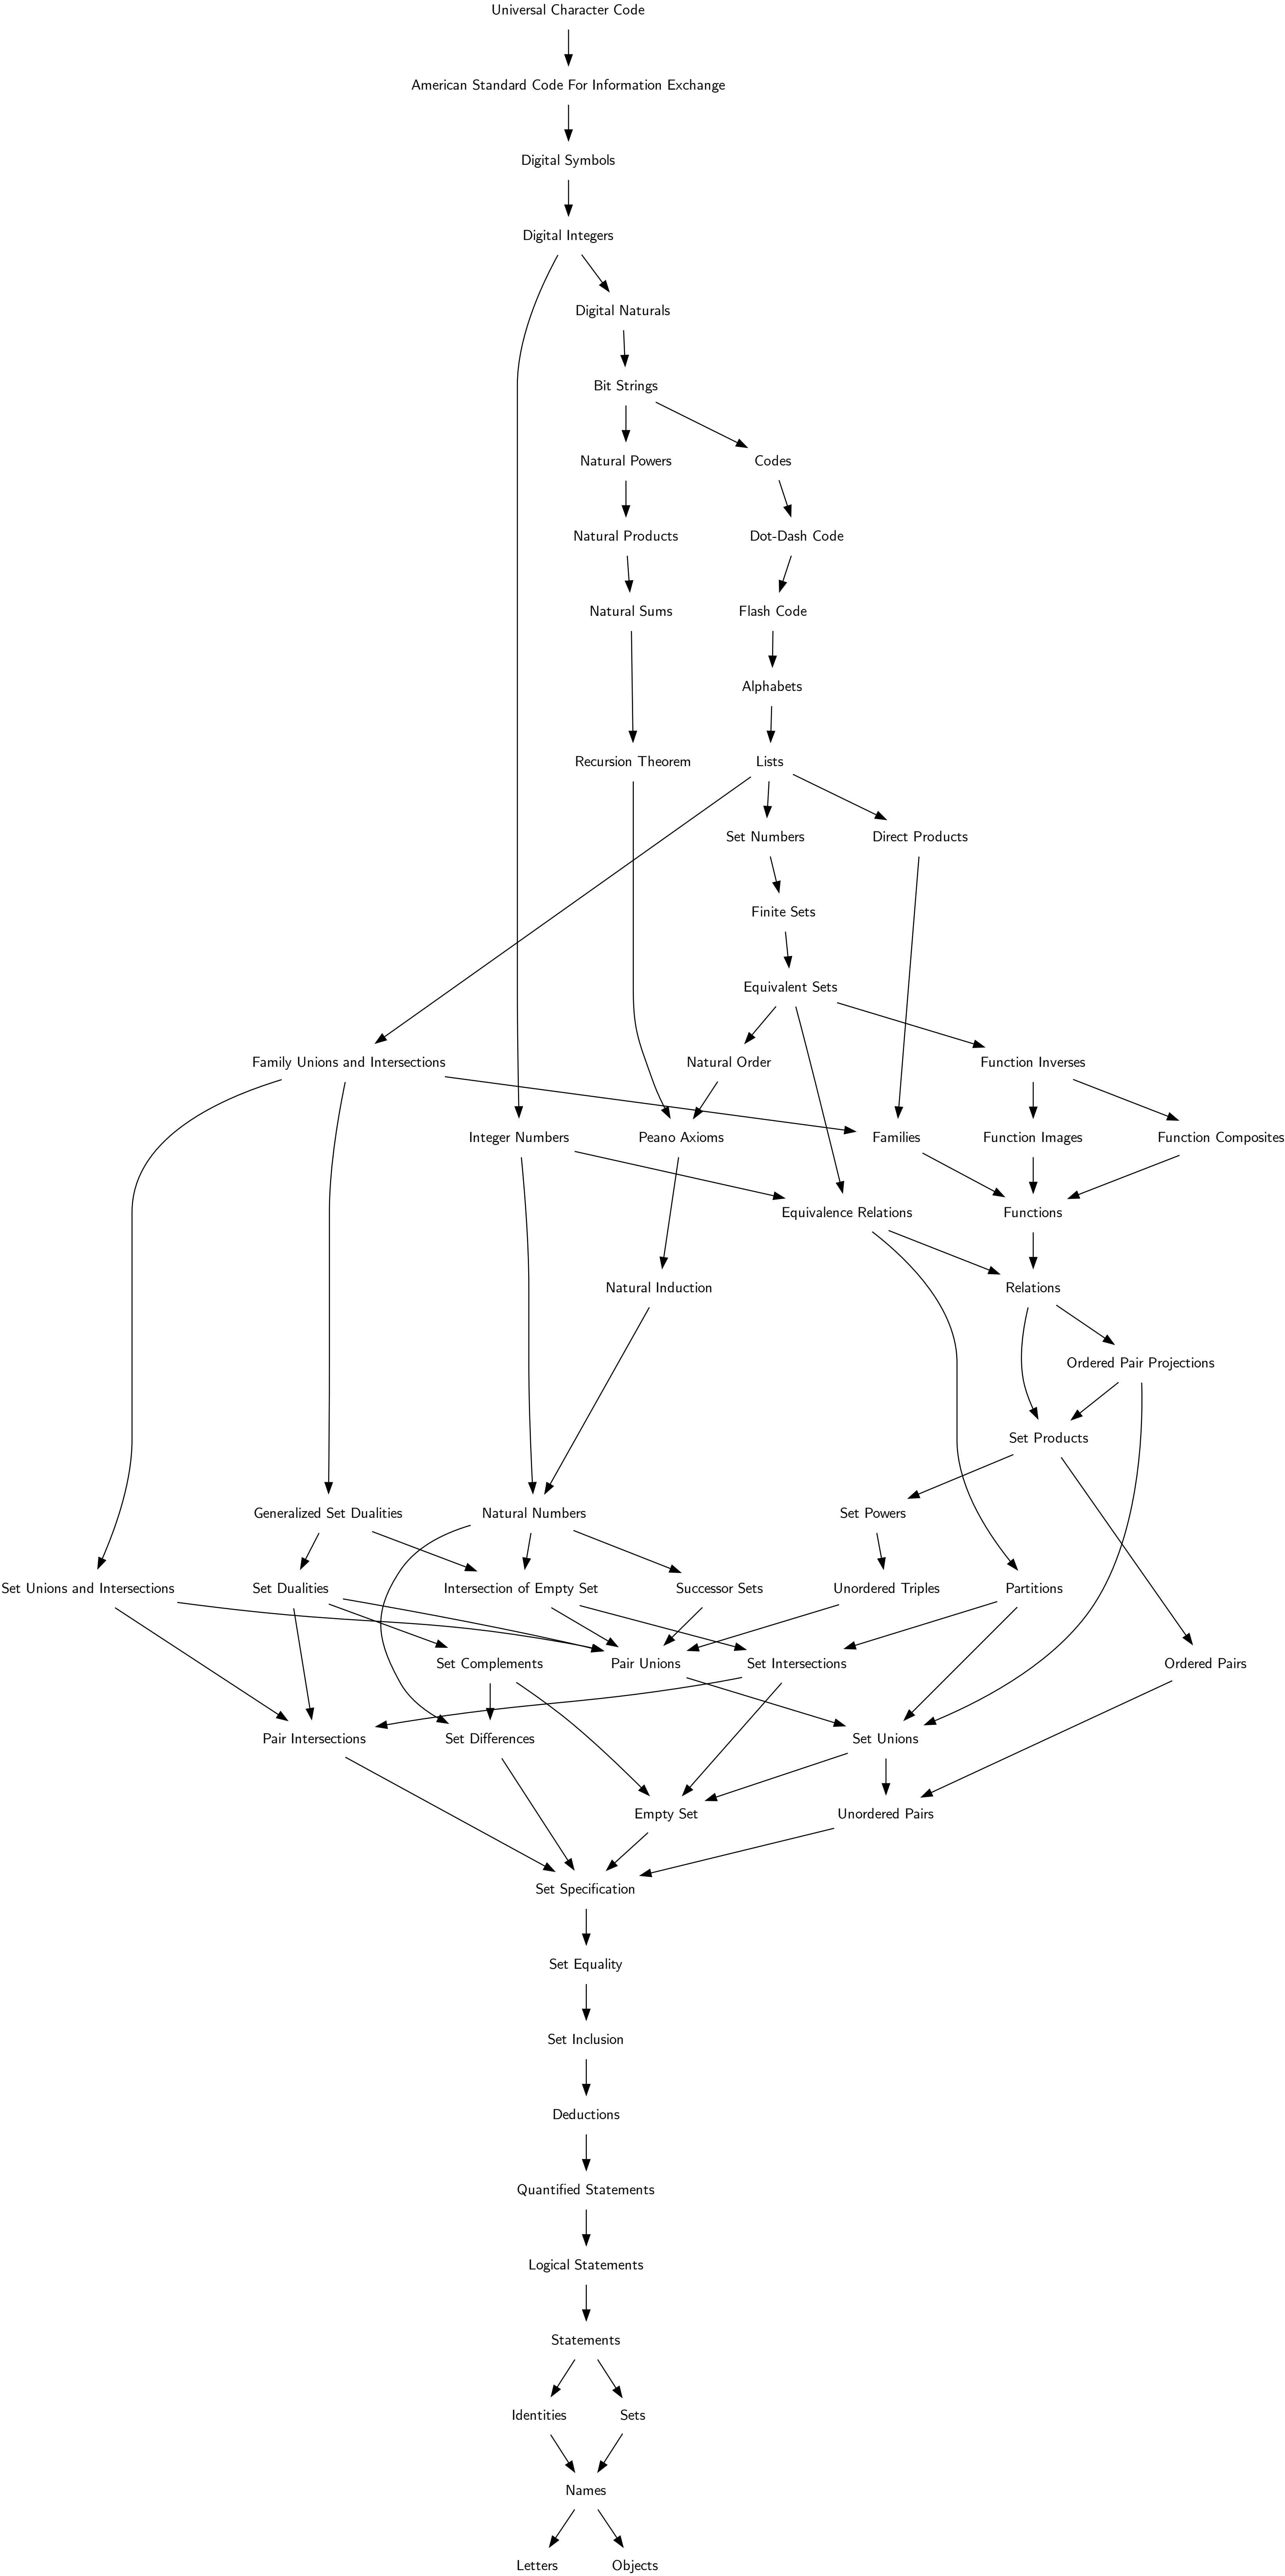 Universal Character Code
American Standard Code For Information Exchange
Digital Symbols
Digital Integers
Digital Naturals
Bit Strings
Natural Powers
Codes
Natural Products
Dot-Dash Code
Natural Sums
Flash Code
Alphabets
Recursion Theorem
Lists
Set Numbers
Direct Products
Finite Sets
Equivalent Sets
Family Unions and Intersections
Natural Order
Function Inverses
Integer Numbers
Peano Axioms
Families
Function Images
Function Composites
Equivalence Relations
Functions
Natural Induction
Relations
Ordered Pair Projections
Set Products
Generalized Set Dualities
Natural Numbers
Set Powers
Set Unions and Intersections
Set Dualities
Intersection of Empty Set
Successor Sets
Unordered Triples
Partitions
Set Complements
Pair Unions
Set Intersections
Ordered Pairs
Pair Intersections
Set Differences
Set Unions
Empty Set
Unordered Pairs
Set Specification
Set Equality
Set Inclusion
Deductions
Quantified Statements
Logical Statements
Statements
Identities
Sets
Names
Letters
Objects